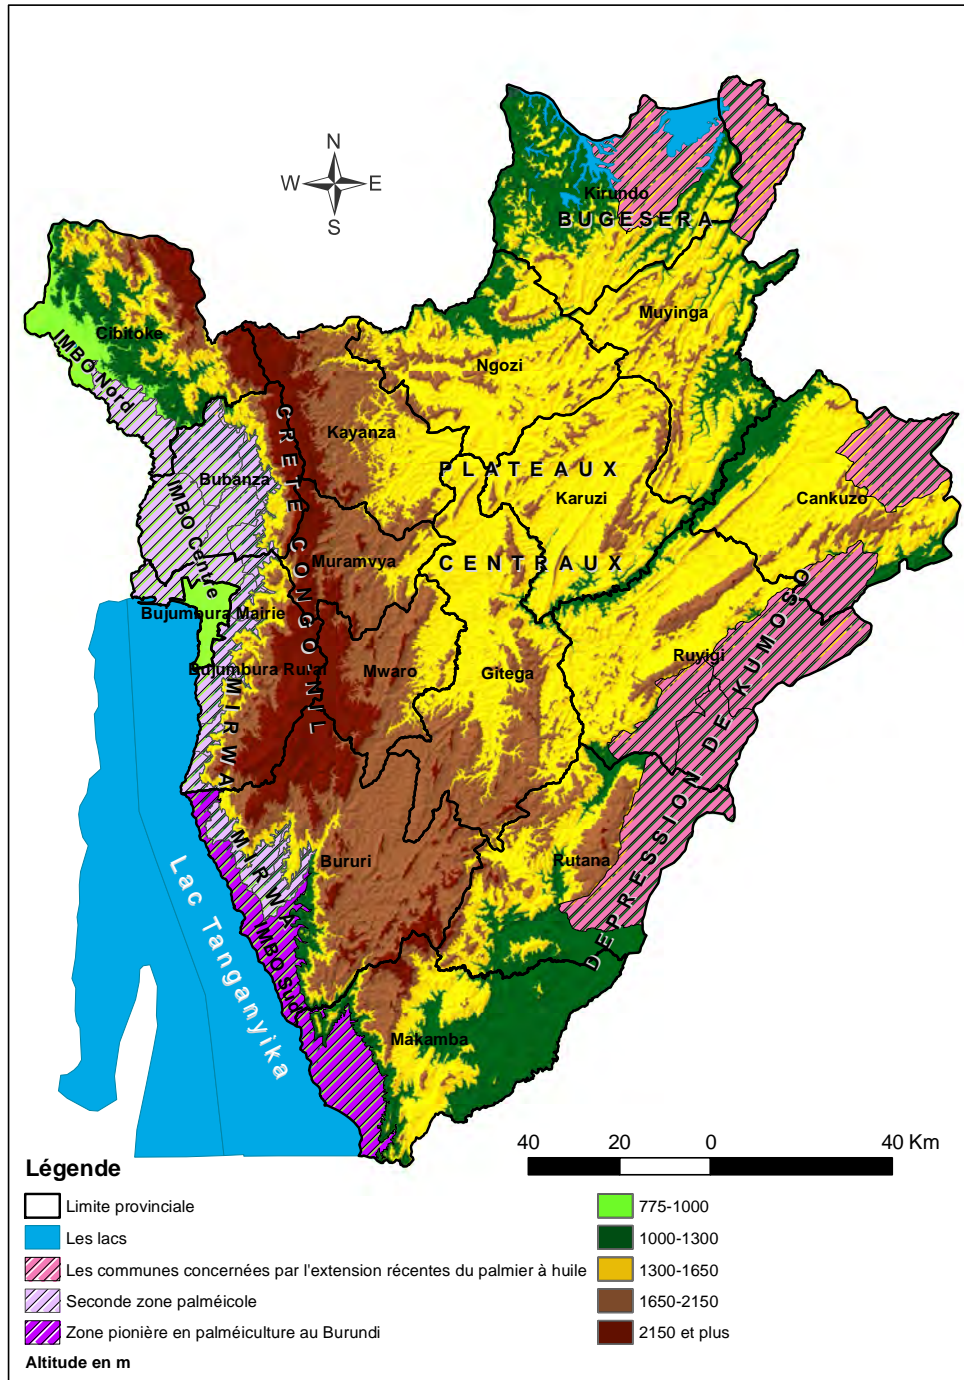 N
W E
S
Kirundo
BUGESERA
Muyinga
Cibitoke
IMBO Nord
Ngozi
Kayanza
CRETE CONGO-NIL
PLATEAUX
Karuzi
Cankuzo
Bubanza
IMBO Centre
Muramvya
CENTRAUX
Bujumbura Mairie
Bujumbura Rural
Mwaro
Gitega
Ruyigi
MIRWA
DEPRESSION DE KUMOSO
MIRWA
Bururi
Rutana
Lac Tanganyika
IMBO Sud
Makamba
40 20 0 40 Km
Légende
Limite provinciale
Les lacs
Les communes concernées par l'extension récentes du palmier à huile
Seconde zone palméicole
Zone pionière en palméiculture au Burundi
Altitude en m
775-1000
1000-1300
1300-1650
1650-2150
2150 et plus